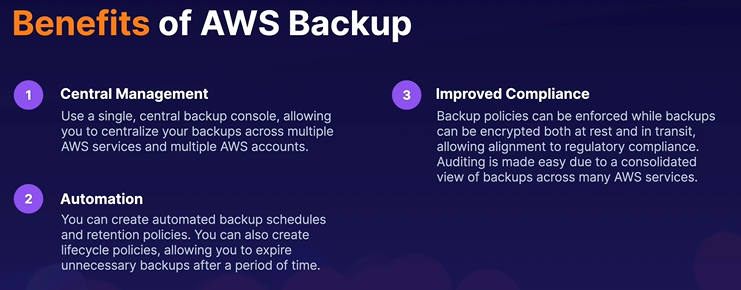 Benefits of AWS Backup
1
Central Management
Use a single, central backup console, allowing
you to centralize your backups across multiple
AWS services and multiple AWS accounts.
2
Automation
You can create automated backup schedules
and retention policies. You can also create
lifecycle policies, allowing you to expire
unnecessary backups after a period of time.
3
Improved Compliance
Backup policies can be enforced while backups
can be encrypted both at rest and in transit,
allowing alignment to regulatory compliance.
Auditing is made easy due to a consolidated
view of backups across many AWS services.